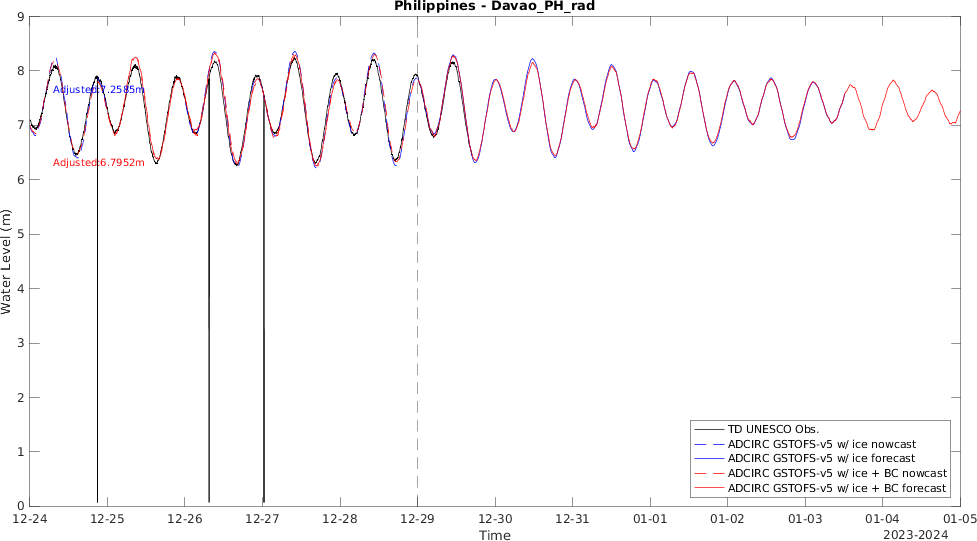 Philippines - Davao_PH_rad
Water Level (m)
9
8
7
6
5
4
3
2
1
0
Adjusted:7.2585m
Adjusted:6.7952m
TD UNESCO Obs.
ADCIRC GSTOFS-v5 w/ ice nowcast
ADCIRC GSTOFS-v5 w/ ice forecast
ADCIRC GSTOFS-v5 w/ ice + BC nowcast
ADCIRC GSTOFS-v5 w/ ice + BC forecast
12-24 12-25 12-26 12-27 12-28 12-29 12-30 12-31 01-01 01-02 01-03 01-04 01-05
Time
2023-2024